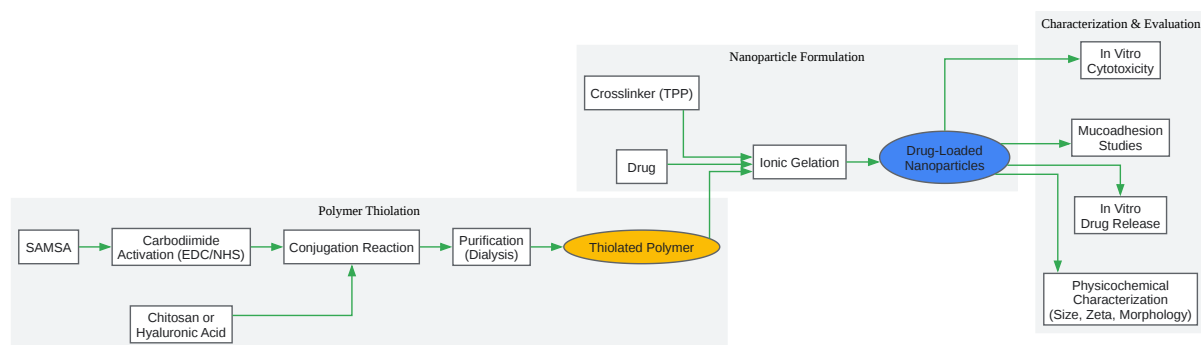 Characterization & Evaluation
Nanoparticle Formulation
In Vitro
Cytotoxicity
Crosslinker (TPP)
Mucoadhesion
Studies
Drug
Ionic Gelation
Drug-Loaded
Nanoparticles
In Vitro
Drug Release
Polymer Thiolation
SAMSA
Carbodiimide
Activation (EDC/NHS)
Conjugation Reaction
Purification
(Dialysis)
Thiolated Polymer
Chitosan or
Hyaluronic Acid
Physicochemical
Characterization
(Size, Zeta, Morphology)